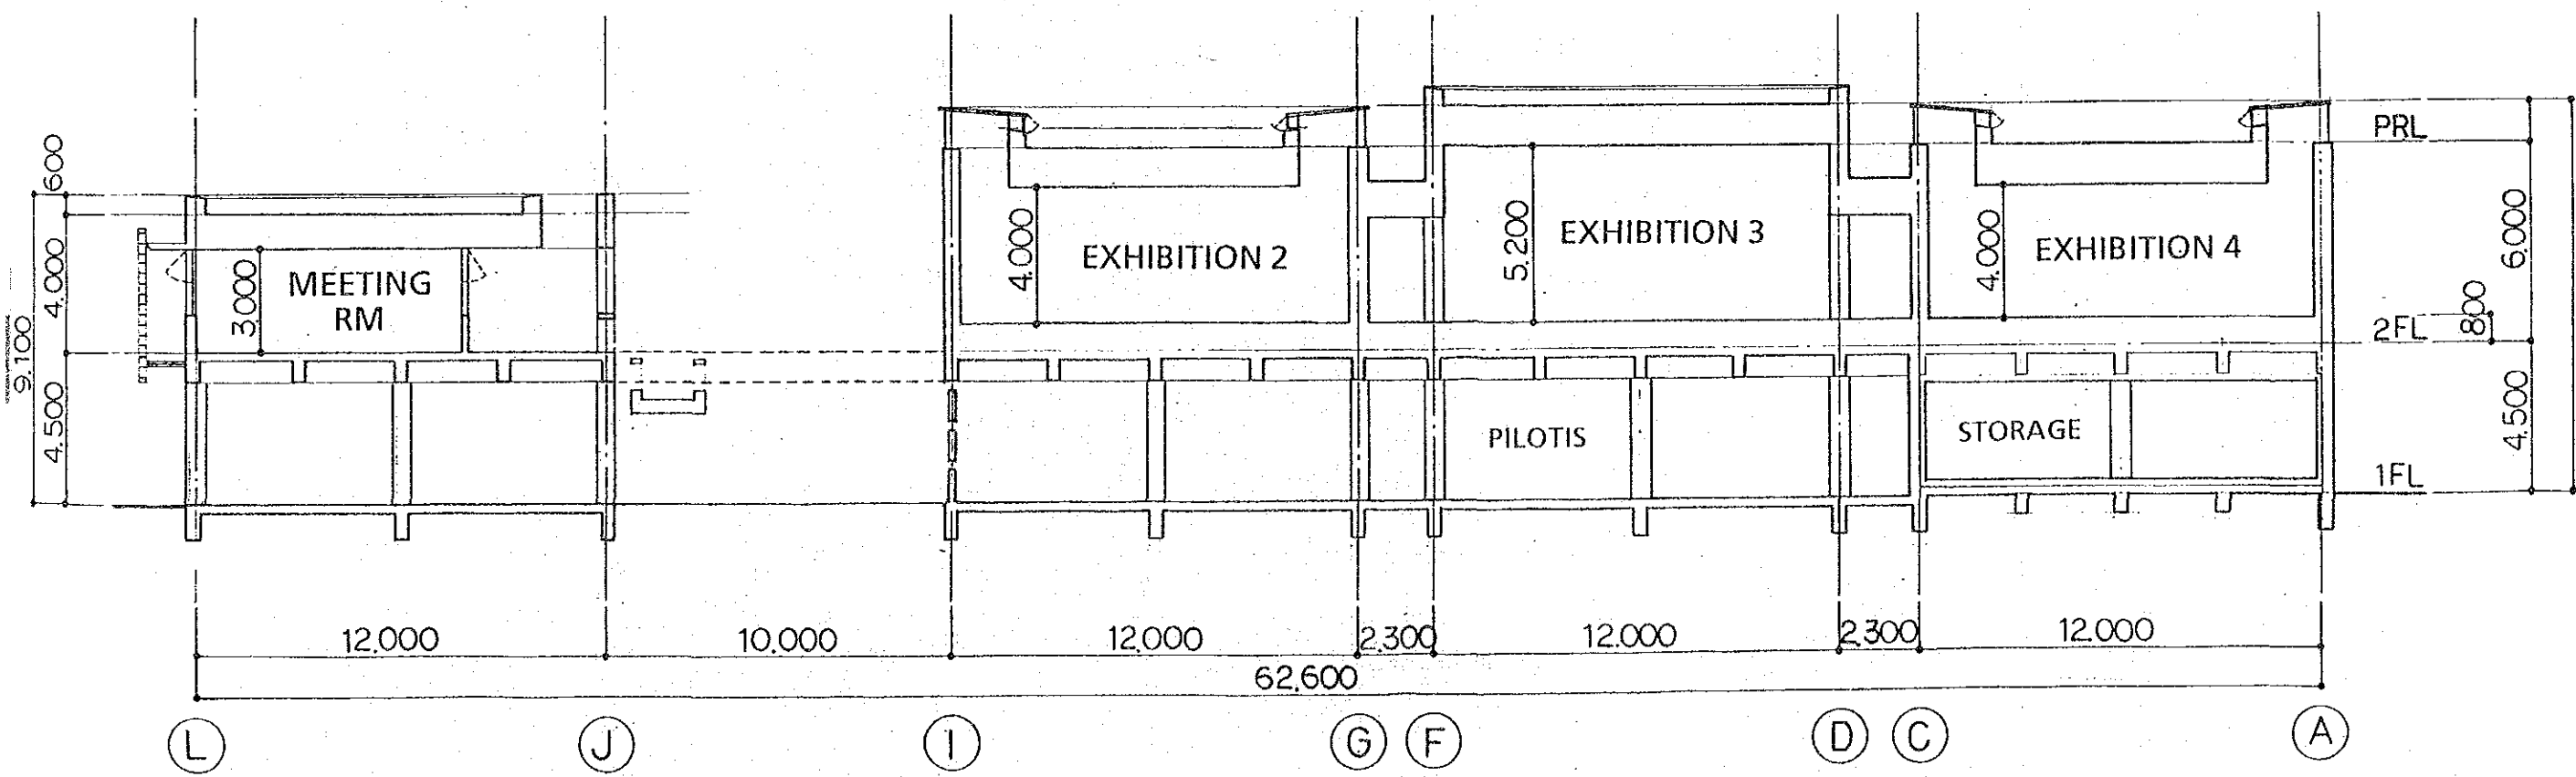 PRL
600
6.000
5.200
EXHIBITION 3
4.000
EXHIBITION 2
4.000
EXHIBITION 4
4.000
3.000
MEETING
RM
800
2FL
9.100
4.500
4.500
PILOTIS
STORAGE
1FL
12.000
10.000
12.000
2.300
12.000
2.300
12.000
62.600
L
J
I
G
F
D
C
A